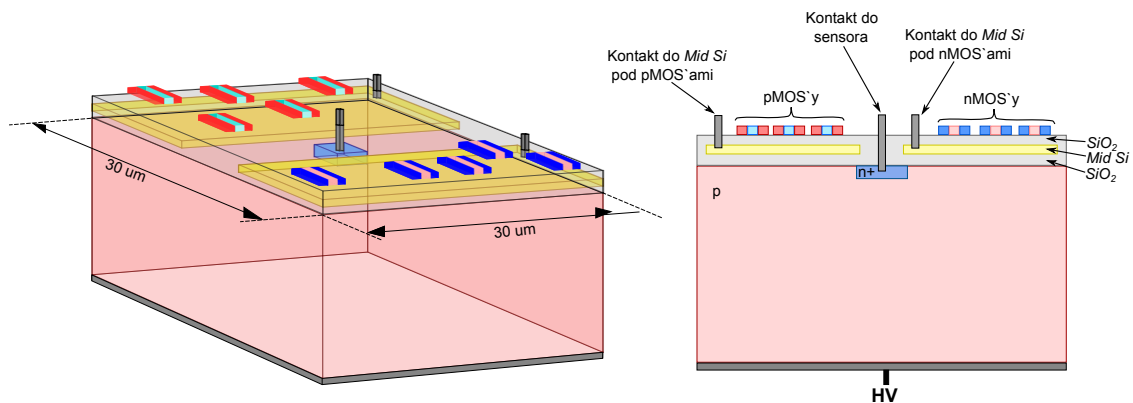 30 um
30 um
Kontakt do Mid Si
pod pMOS`ami
Kontakt do
sensora
Kontakt do Mid Si
pod nMOS`ami
pMOS`y
nMOS`y
SiO2
Mid Si
SiO2
n+
p
HV